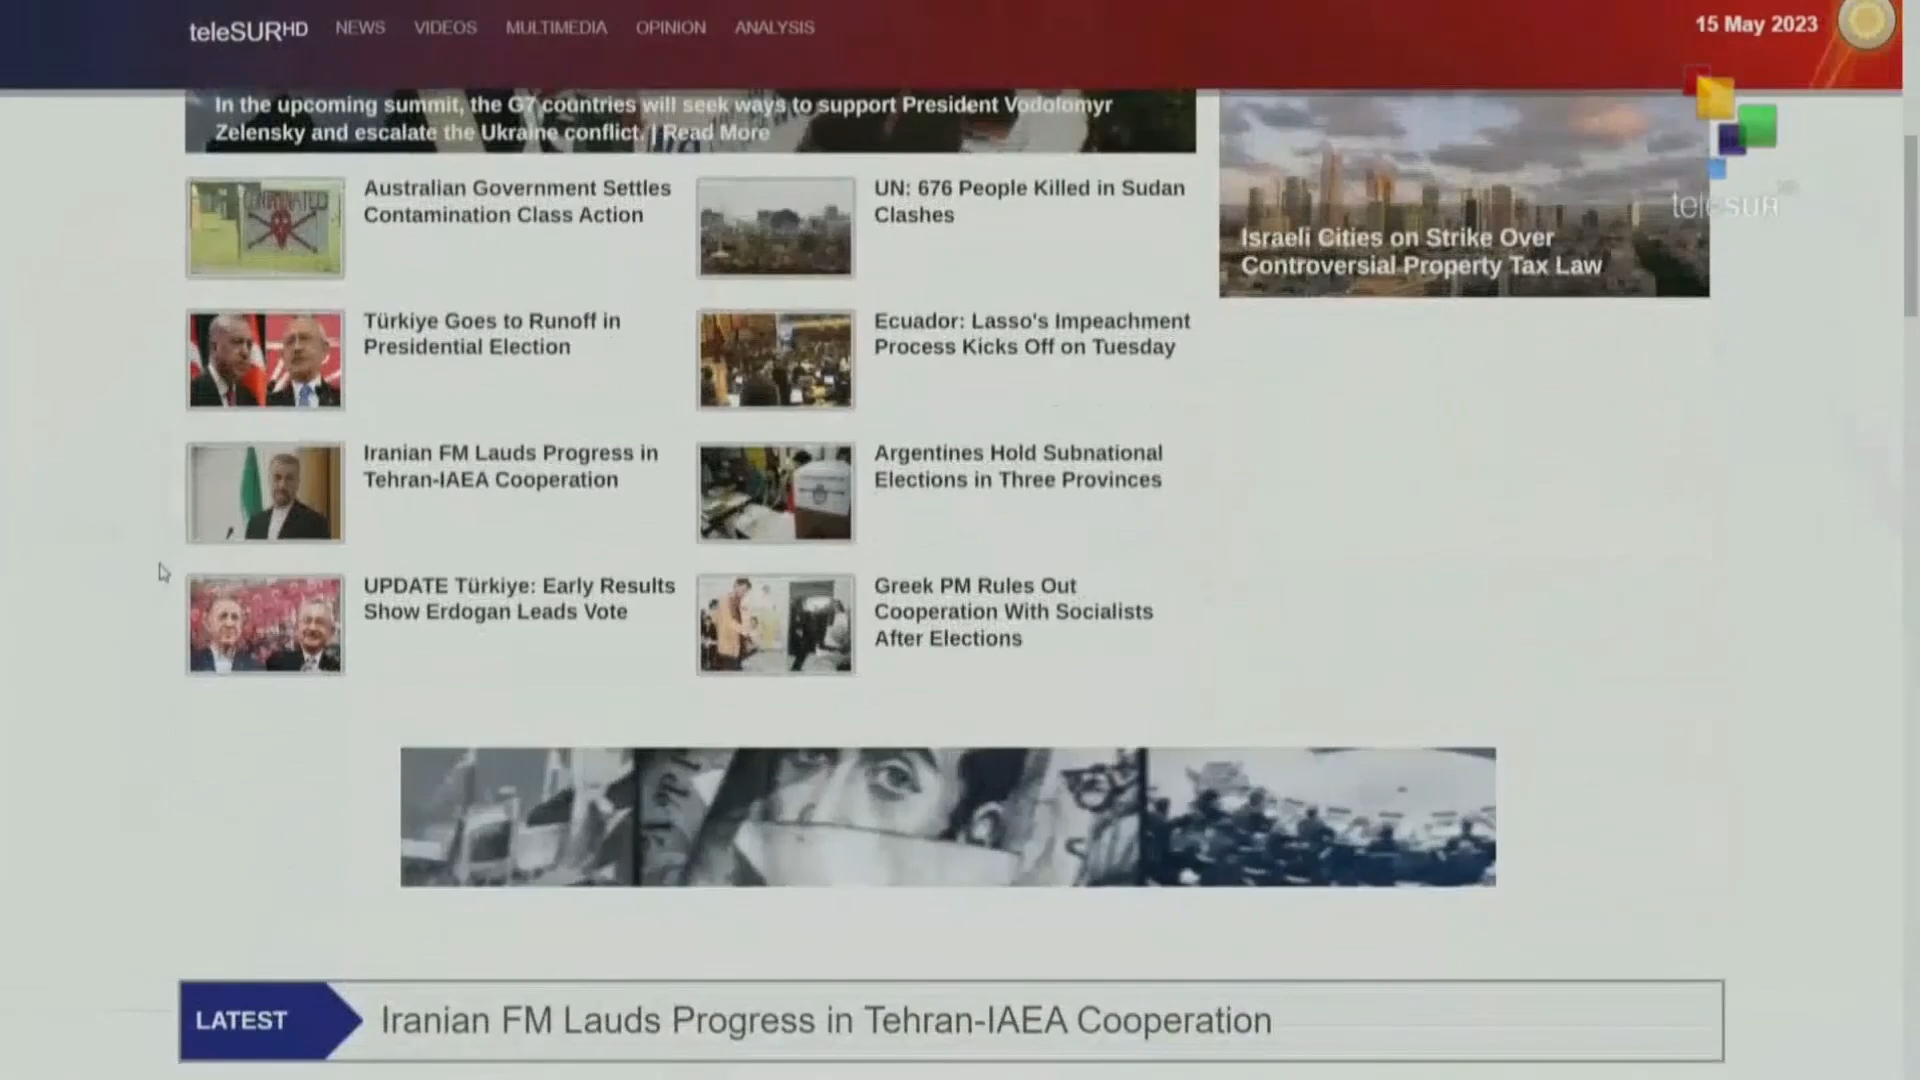 teleSURHD NEWS VIDEOS MULTIMEDIA OPINION ANALYSIS
15 May 2023
In the upcoming summit, the G7 countries will seek ways to support President Vodolomyr
Zelensky and escalate the Ukraine conflict. | Read More
Australian Government Settles
Contamination Class Action
UN: 676 People Killed in Sudan
Clashes
teleSUR
Israeli Cities on Strike Over
Controversial Property Tax Law
Türkiye Goes to Runoff in
Presidential Election
Ecuador: Lasso's Impeachment
Process Kicks Off on Tuesday
Iranian FM Lauds Progress in
Tehran-IAEA Cooperation
Argentines Hold Subnational
Elections in Three Provinces
UPDATE Türkiye: Early Results
Show Erdogan Leads Vote
Greek PM Rules Out
Cooperation With Socialists
After Elections
LATEST
Iranian FM Lauds Progress in Tehran-IAEA Cooperation